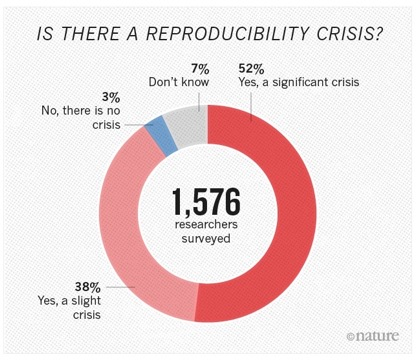 IS THERE A REPRODUCIBILITY CRISIS?
7%
Don't know
52%
Yes, a significant crisis
3%
No, there is no
crisis
1,576
researchers
surveyed
38%
Yes, a slight
crisis
©nature